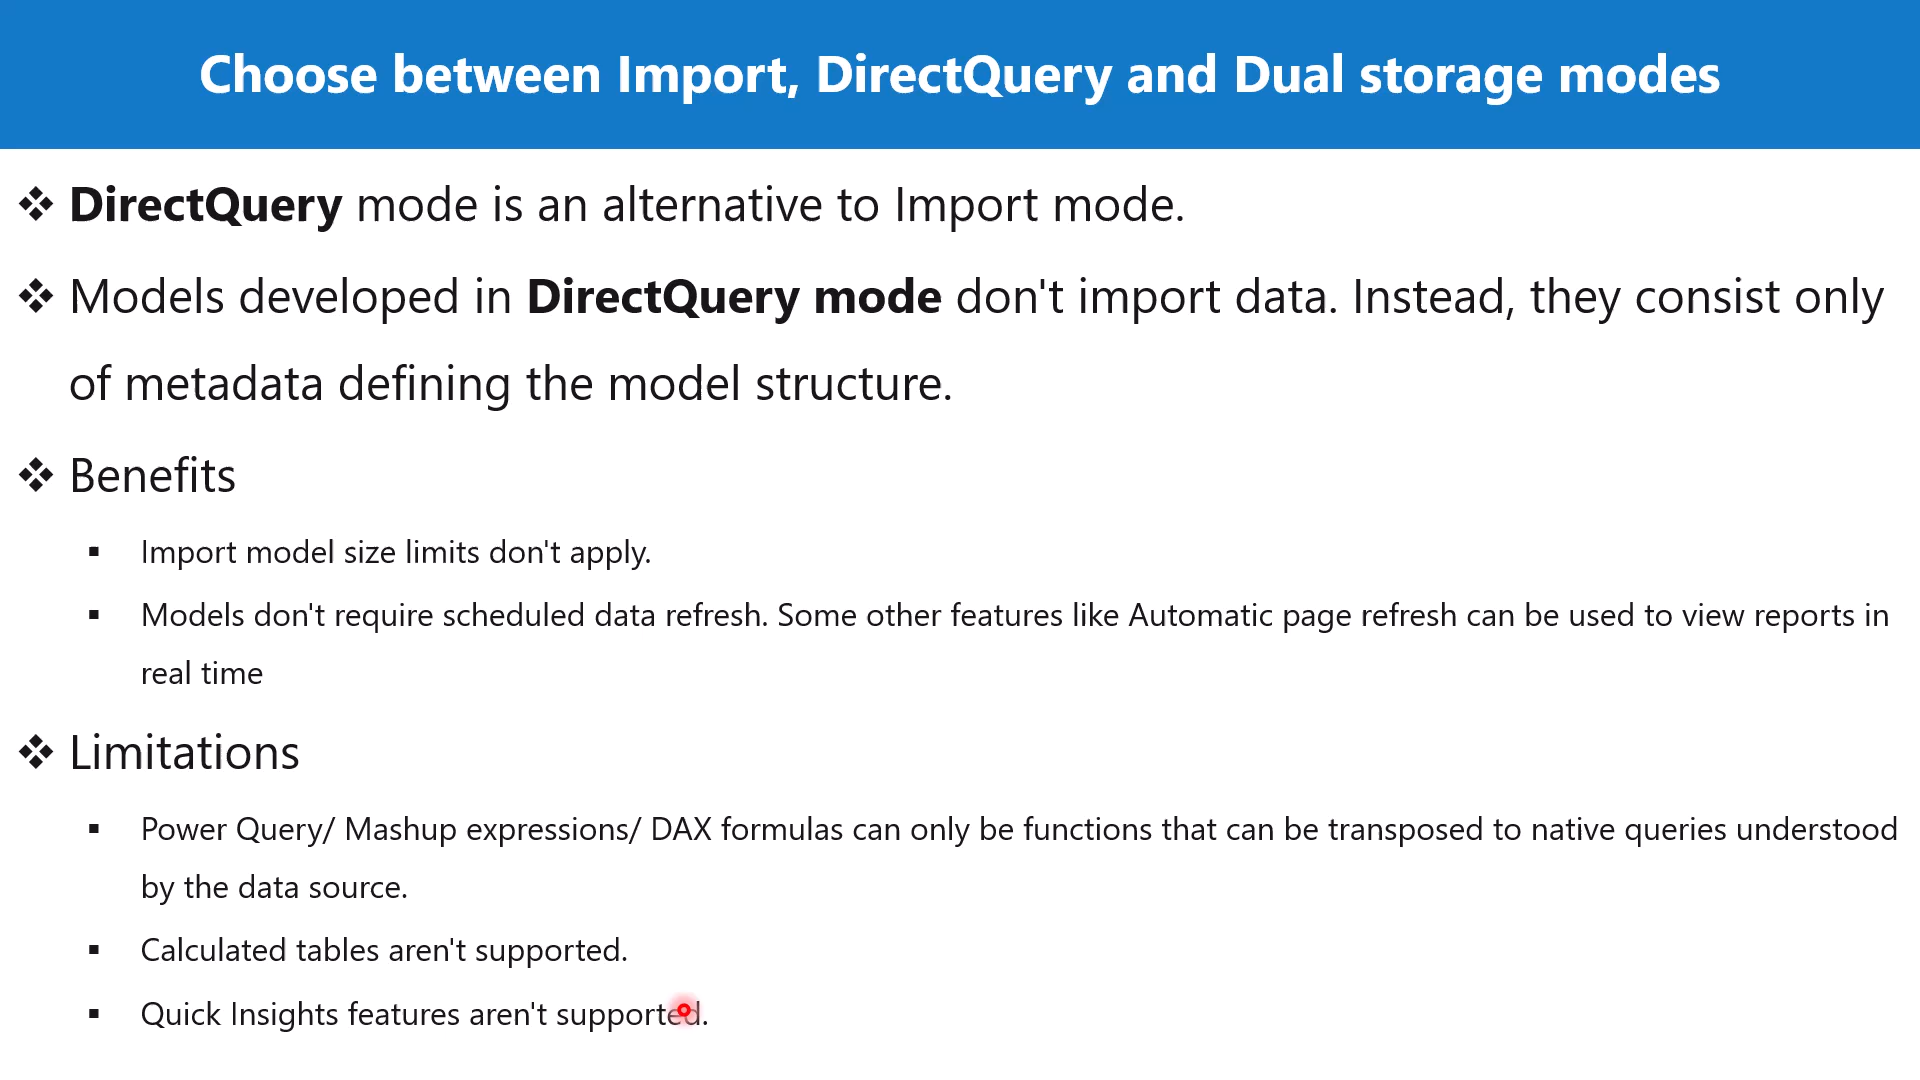 Choose between Import, DirectQuery and Dual storage modes
❖ DirectQuery mode is an alternative to Import mode.
❖ Models developed in DirectQuery mode don't import data. Instead, they consist only
of metadata defining the model structure.
❖ Benefits
▪ Import model size limits don't apply.
▪ Models don't require scheduled data refresh. Some other features like Automatic page refresh can be used to view reports in
real time
❖ Limitations
▪ Power Query/ Mashup expressions/ DAX formulas can only be functions that can be transposed to native queries understood
by the data source.
▪ Calculated tables aren't supported.
▪ Quick Insights features aren't supported.